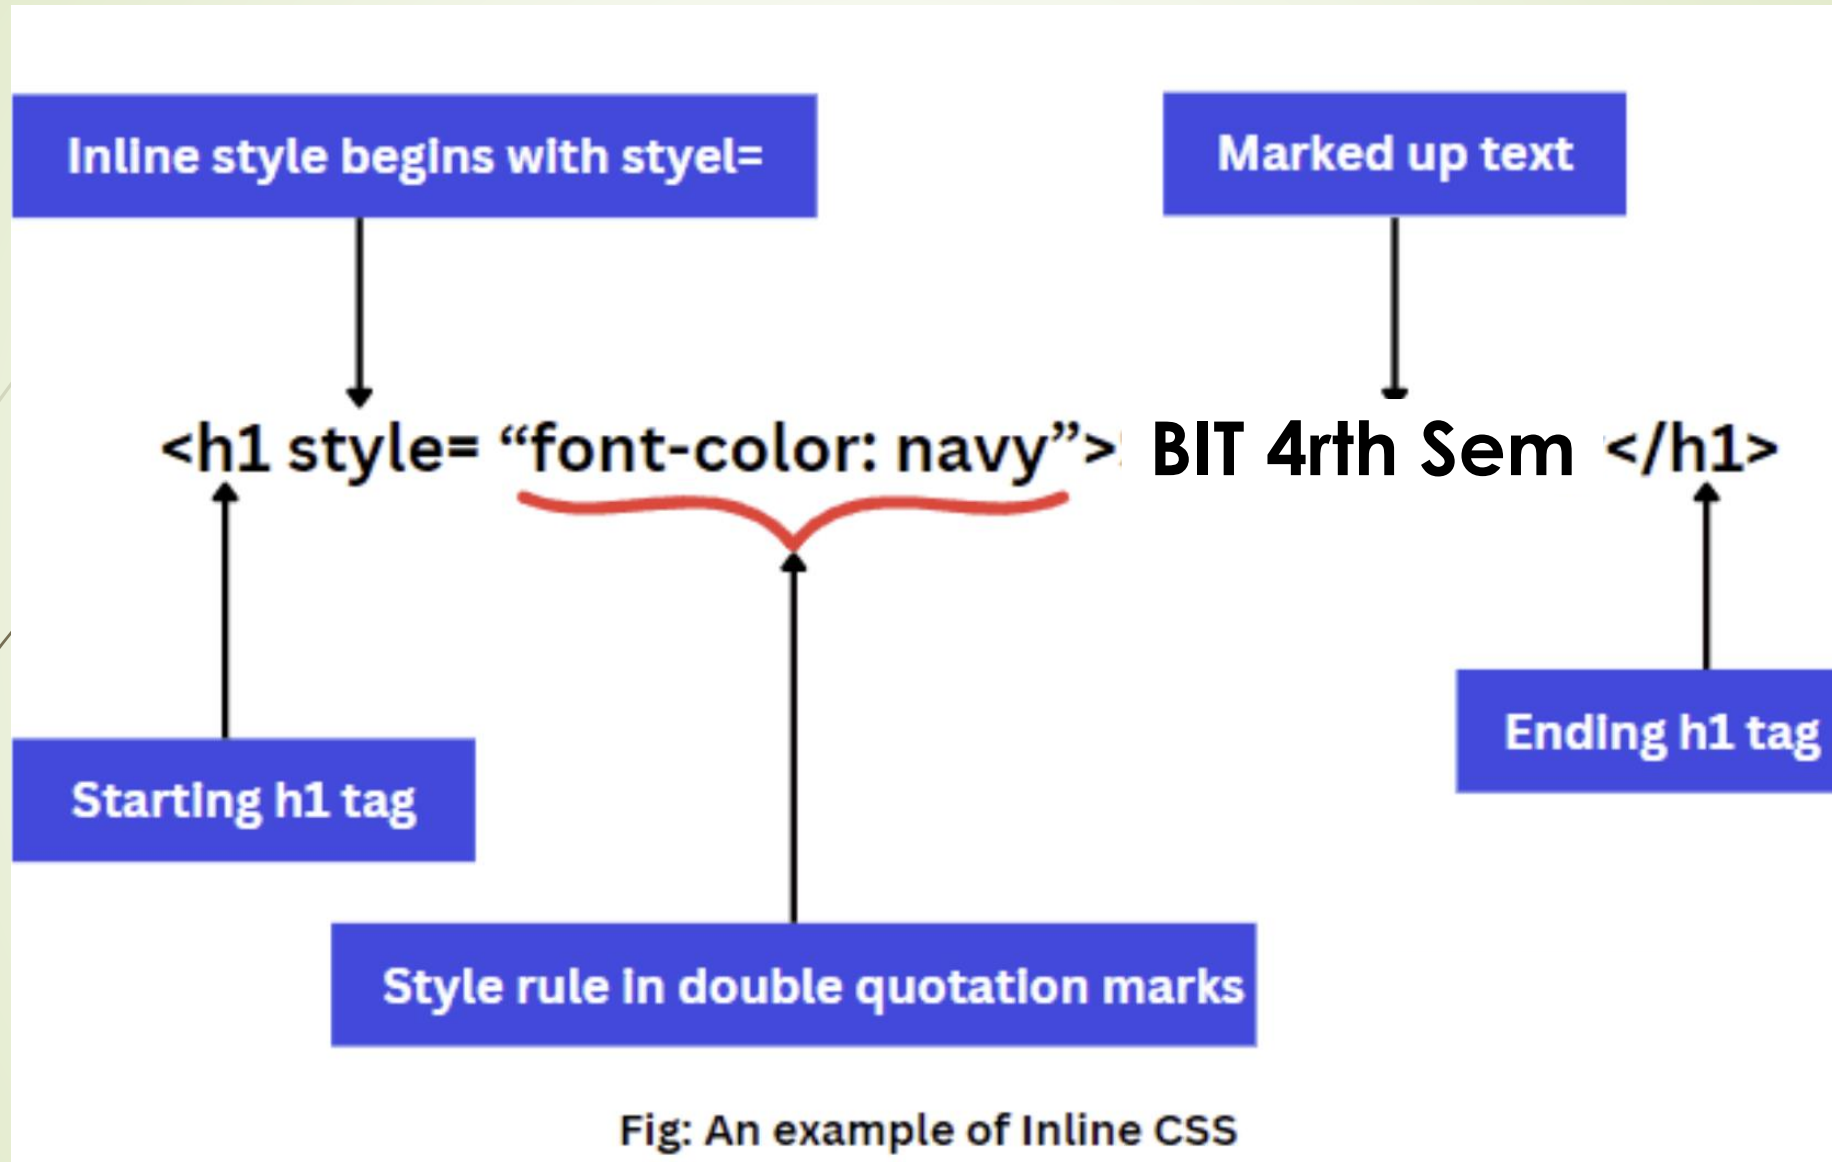 Inline style begins with styel=
Marked up text
<h1 style= “font-color: navy”> BIT 4rth Sem </h1>
Starting h1 tag
Ending h1 tag
Style rule in double quotation marks
Fig: An example of Inline CSS